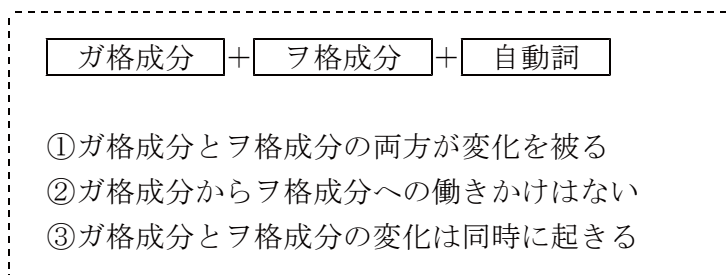 ガ格成分+ヲ格成分+自動詞
①ガ格成分とヲ格成分の両方が変化を被る
②ガ格成分からヲ格成分への働きかけはない
③ガ格成分とヲ格成分の変化は同時に起きる